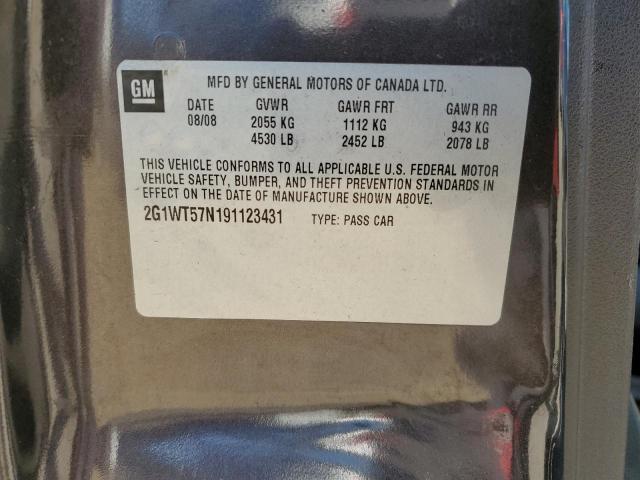 GM
MFD BY GENERAL MOTORS OF CANADA LTD.
DATE GVWR GAWR FRT GAWR RR
08/08 2055 KG 1112 KG 943 KG
4530 LB 2452 LB 2078 LB
THIS VEHICLE CONFORMS TO ALL APPLICABLE U.S. FEDERAL MOTOR
VEHICLE SAFETY, BUMPER, AND THEFT PREVENTION STANDARDS IN
EFFECT ON THE DATE OF MANUFACTURE SHOWN ABOVE.
2G1WT57N191123431 TYPE: PASS CAR